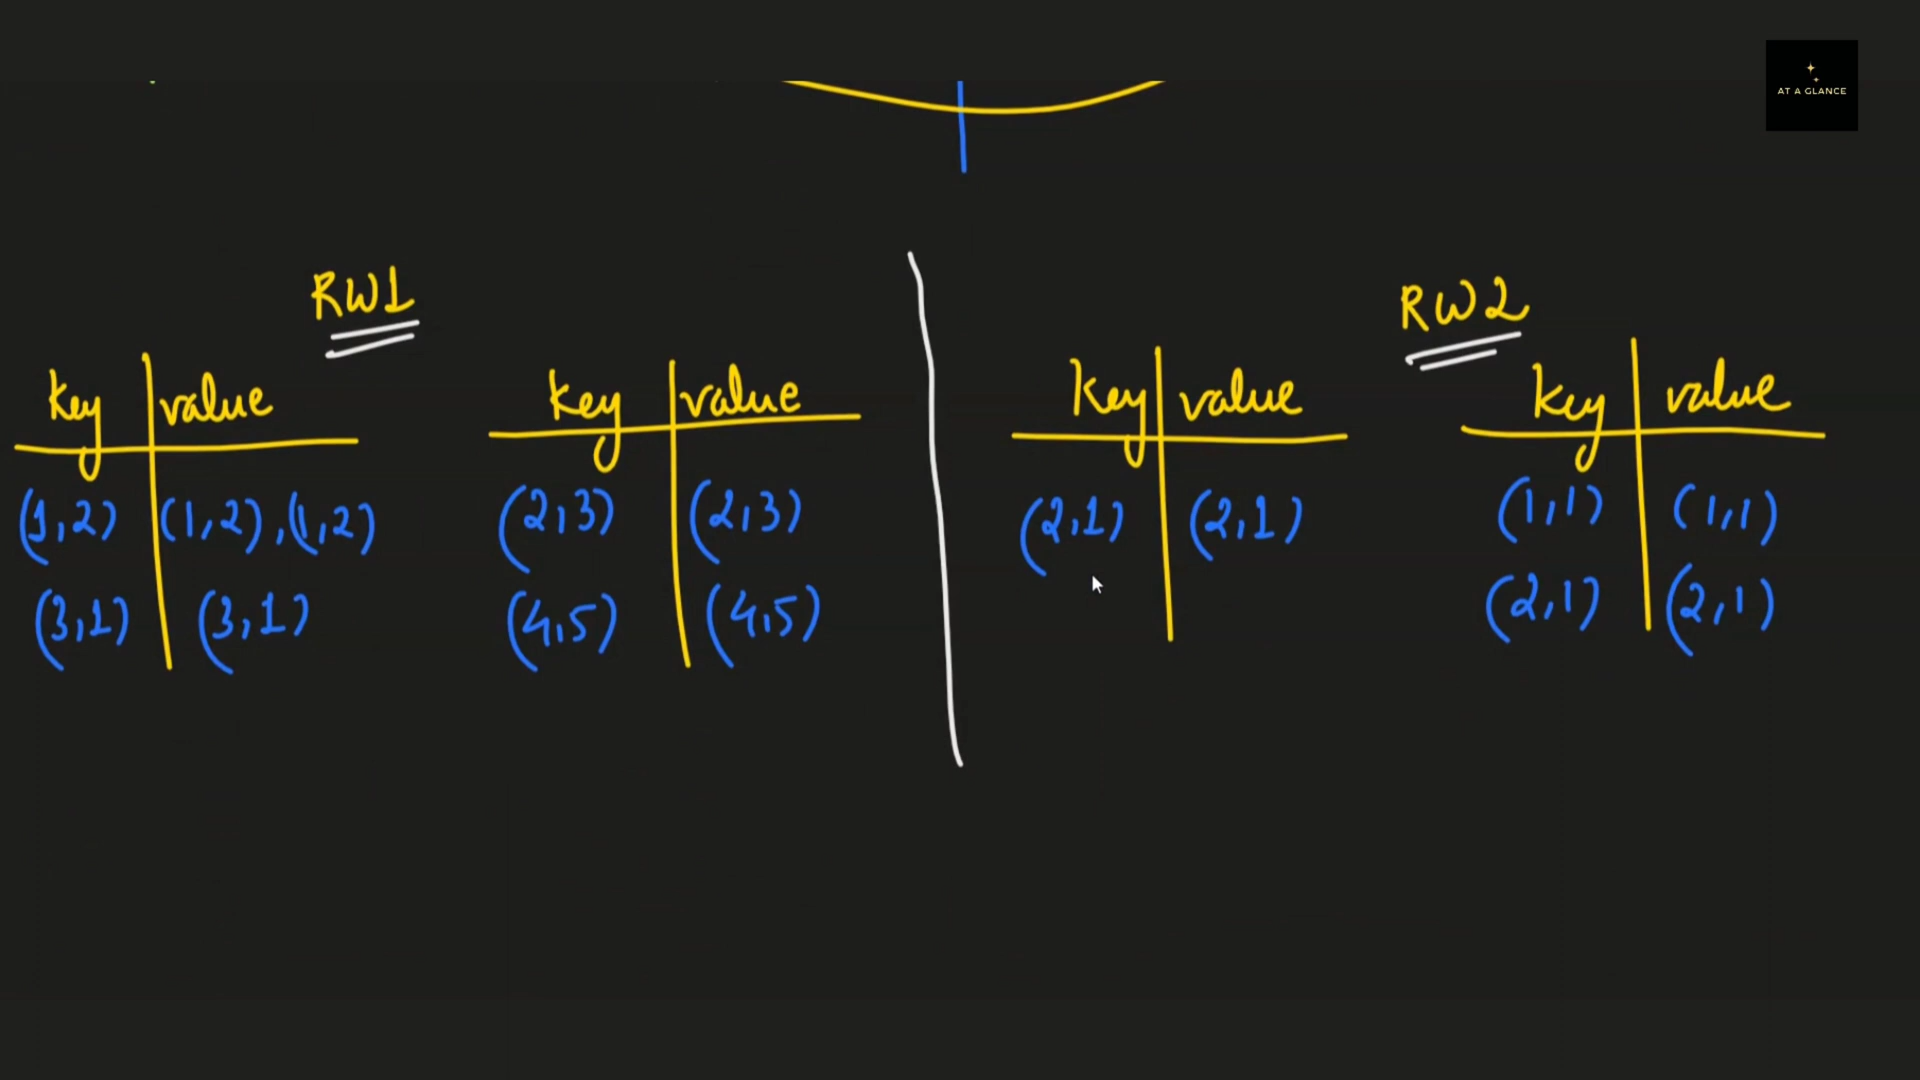 AT A GLANCE
RW1
RW2
key value
key value
key value
key value
(1,2) (1,2),(1,2)
(2,3) (2,3)
(2,1) (2,1)
(1,1) (1,1)
(3,1) (3,1)
(4,5) (4,5)
(2,1) (2,1)